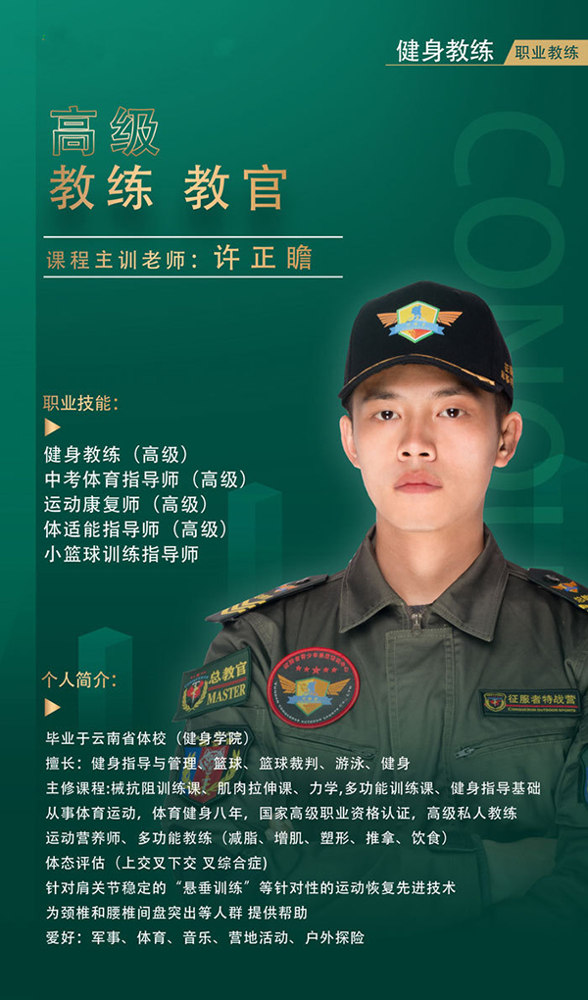 健身教练 职业教练
高级
教练 教官
课程主训老师：许正瞻
CONQU
职业技能：
健身教练（高级）
中考体育指导师（高级）
运动康复师（高级）
体适能指导师（高级）
小篮球训练指导师
总教官
MASTER
征服者特战营
CONQUEROR OUTDOOR SPORTS
个人简介：
毕业于云南省体校（健身学院）
擅长：健身指导与管理、篮球、篮球裁判、游泳、健身
主修课程:械抗阻训练课、肌肉拉伸课、力学,多功能训练课、健身指导基础
从事体育运动，体育健身八年，国家高级职业资格认证，高级私人教练
运动营养师、多功能教练（减脂、增肌、塑形、推拿、饮食）
体态评估（上交叉下交 叉综合症)
针对肩关节稳定的“悬垂训练”等针对性的运动恢复先进技术
为颈椎和腰椎间盘突出等人群 提供帮助
爱好：军事、体育、音乐、营地活动、户外探险